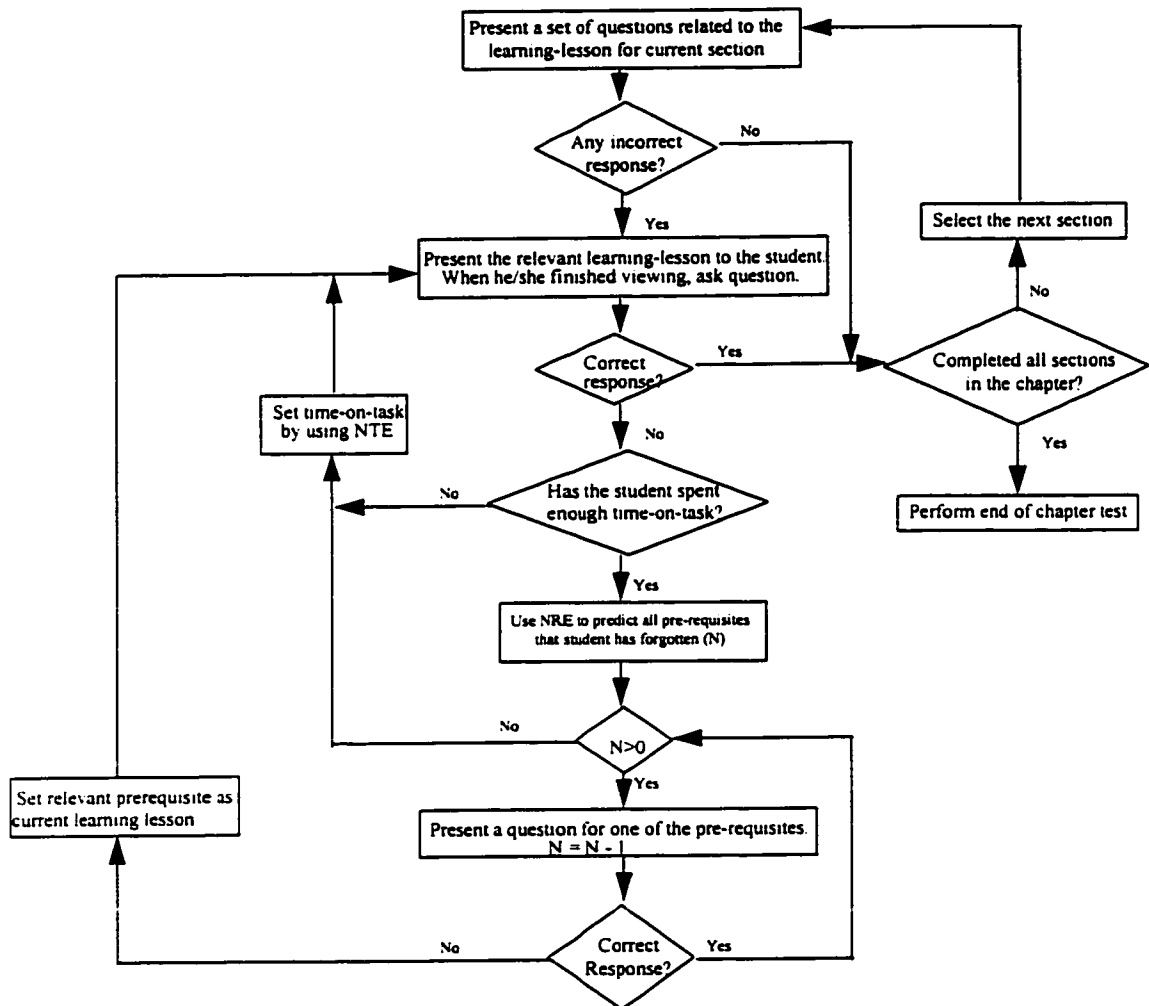 Present a set of questions related to the
learning-lesson for current section
Any incorrect
response?
No
Yes
Select the next section
Present the relevant learning-lesson to the student.
When he/she finished viewing, ask question.
No
Correct
response?
Yes
Completed all sections
in the chapter?
Set time-on-task
by using NTE
No
Yes
Has the student spent
enough time-on-task?
No
Perform end of chapter test
Yes
Use NRE to predict all pre-requisites
that student has forgotten (N)
No
N>0
Yes
Set relevant prerequisite as
current learning lesson
Present a question for one of the pre-requisites.
N = N - 1
No
Correct
Response?
Yes